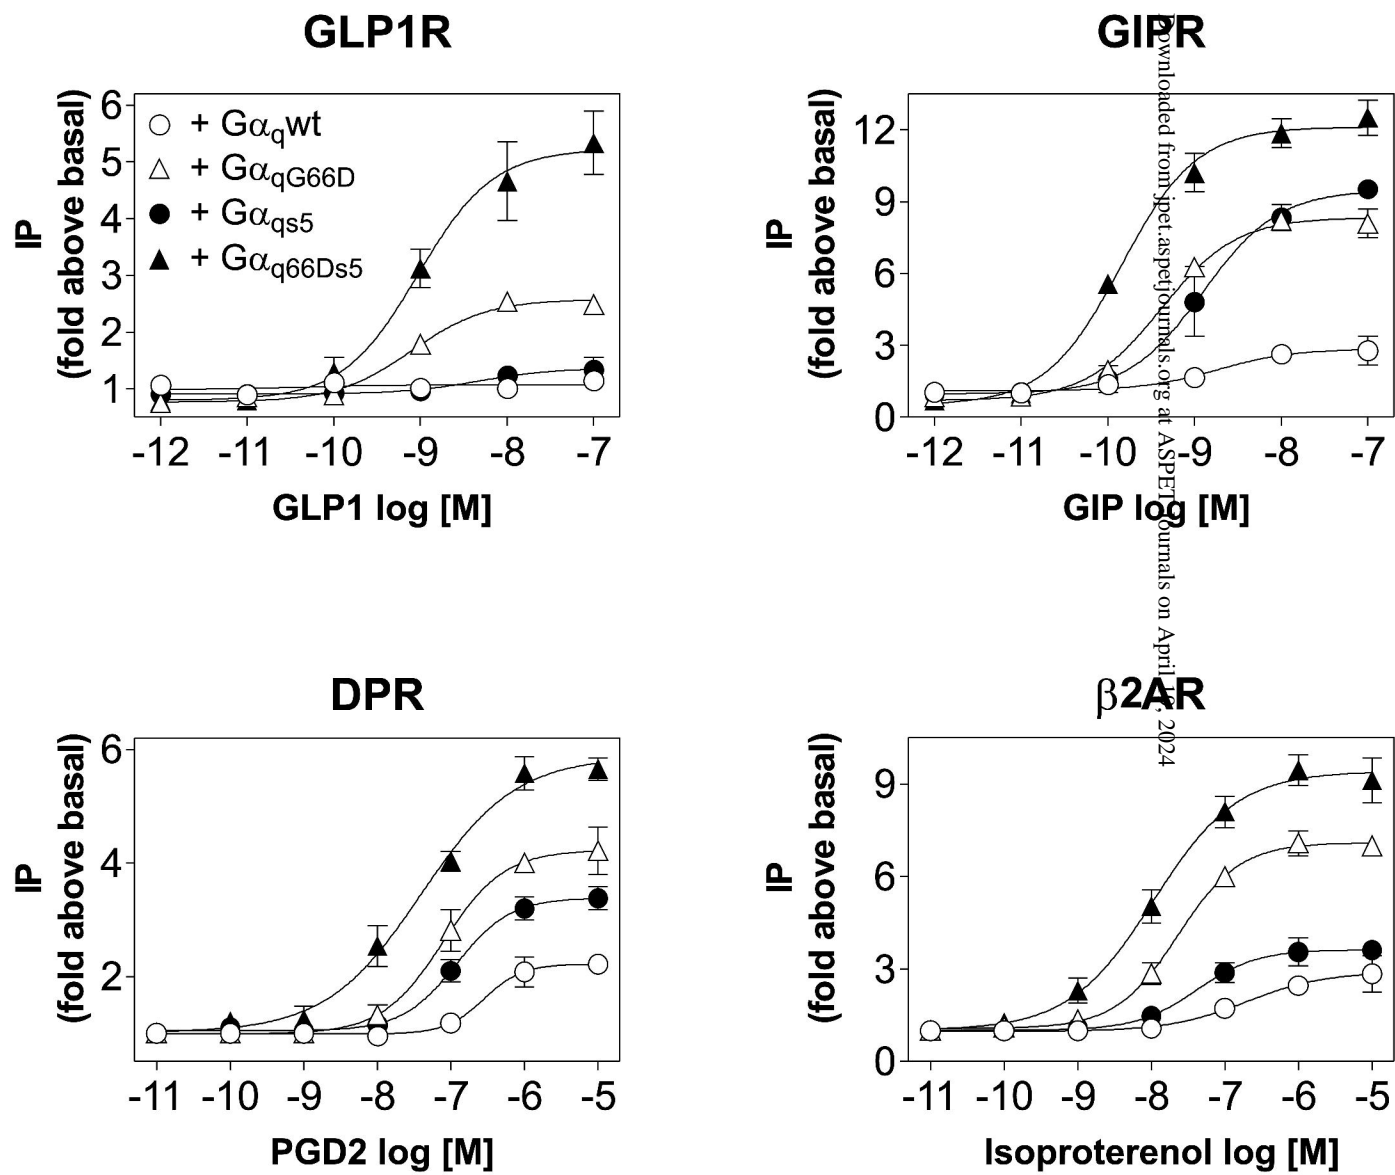 GLP1R
IP
(fold above basal)
6
5
4
3
2
1
+ Gαqwt
+ GαqG66D
+ Gαqs5
+ Gαq66Ds5
-12 -11 -10 -9 -8 -7
GLP1 log [M]
GIPR
IP
(fold above basal)
12
9
6
3
0
-12 -11 -10 -9 -8 -7
GIP log [M]
DPR
IP
(fold above basal)
6
4
2
-11 -10 -9 -8 -7 -6 -5
PGD2 log [M]
β2AR
IP
(fold above basal)
9
6
3
0
-11 -10 -9 -8 -7 -6 -5
Isoproterenol log [M]
Downloaded from jpet.aspetjournals.org at ASPET Journals on April 2024